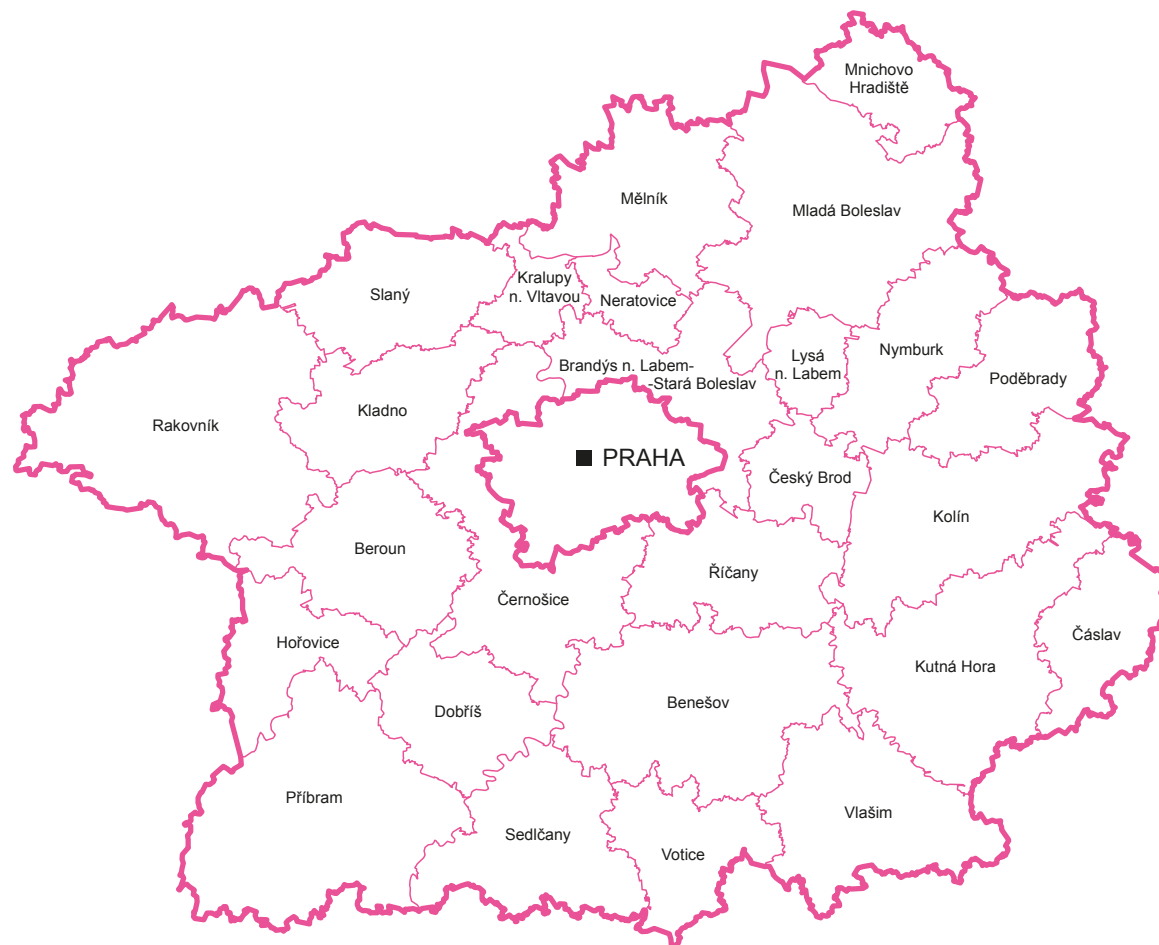 Mnichovo
Hradiště
Mělník
Mladá Boleslav
Slaný
Kralupy
n. Vltavou
Neratovice
Nymburk
Lysá
n. Labem
Poděbrady
Brandýs n. Labem-
-Stará Boleslav
Kladno
Rakovník
PRAHA
Český Brod
Kolín
Beroun
Říčany
Černošice
Hořovice
Čáslav
Kutná Hora
Dobříš
Benešov
Příbram
Sedlčany
Votice
Vlašim